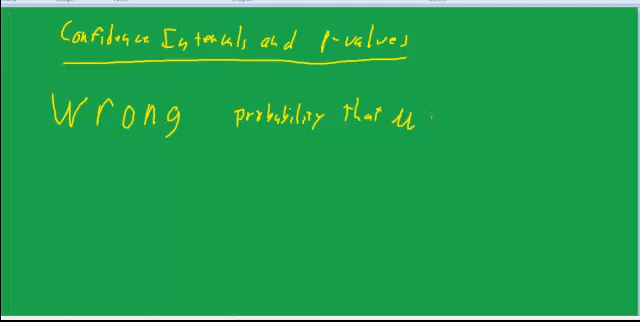 Confidence Intervals and p-values
Wrong probability that μ